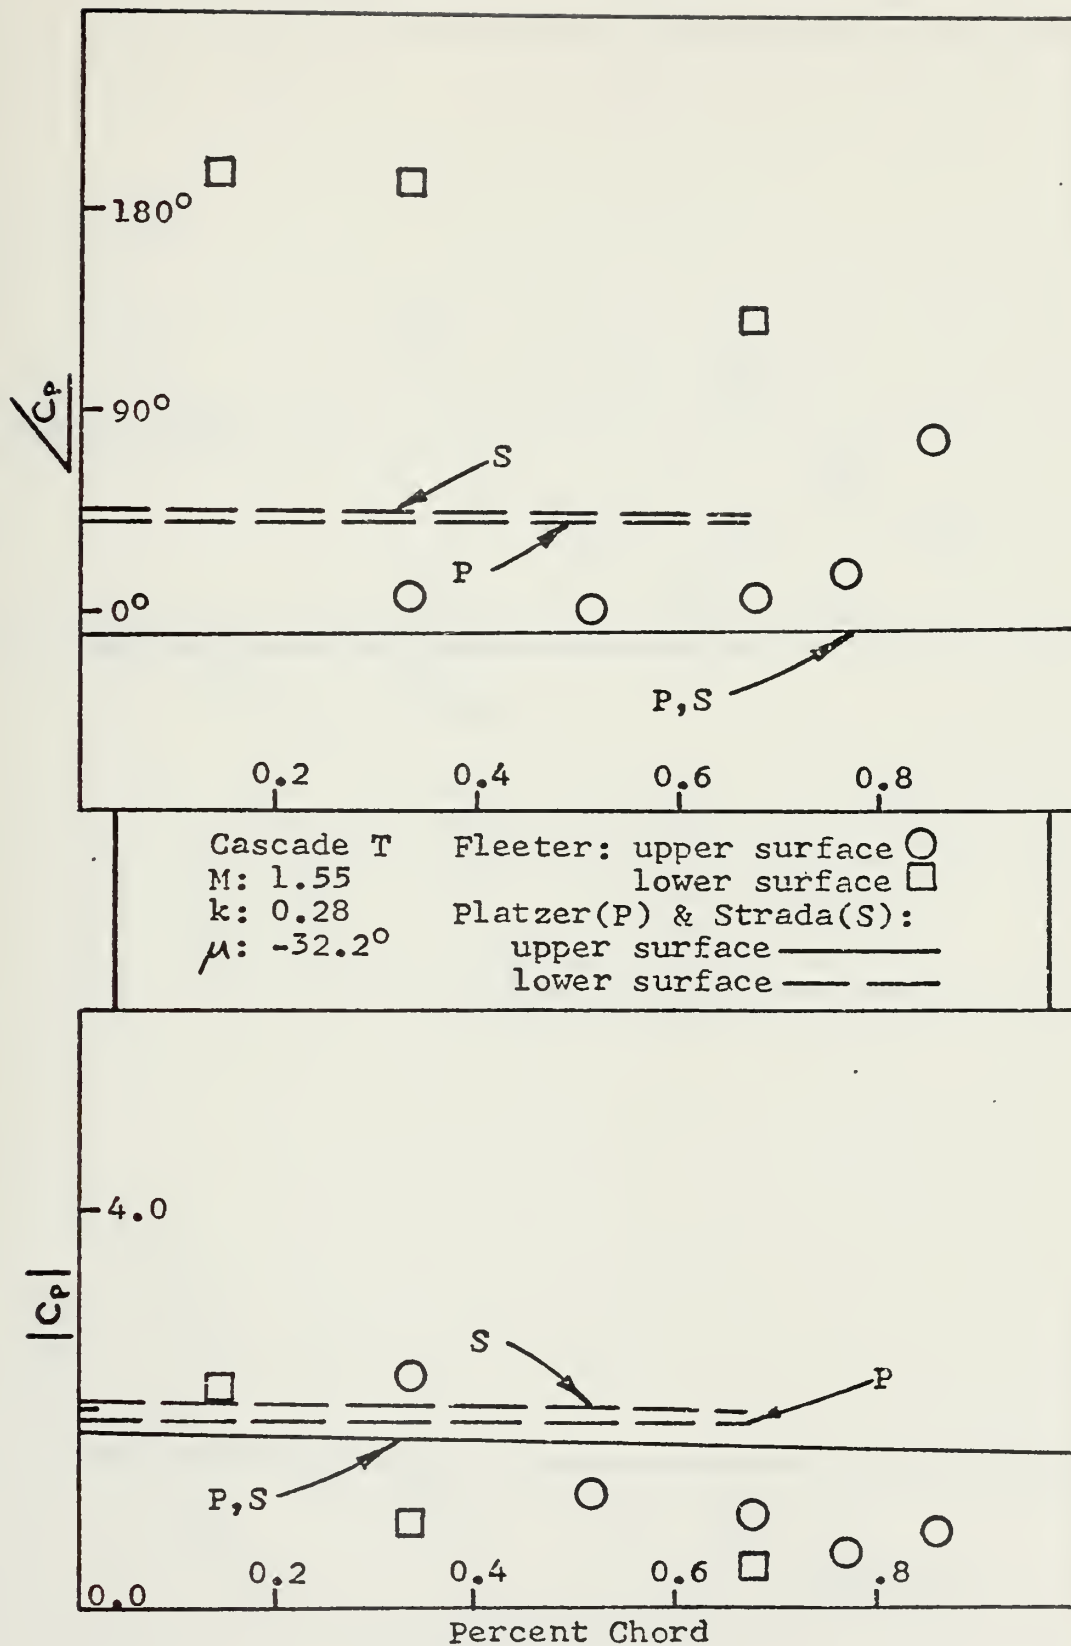 180°
90°
0°
∠Cp
S
P
P,S
0.2 0.4 0.6 0.8
Cascade T
M: 1.55
k: 0.28
μ: -32.2°
Fleeter: upper surface ○
lower surface □
Platzer(P) & Strada(S):
upper surface ———
lower surface — — —
4.0
|Cp|
S
P
P,S
0.0 0.2 0.4 0.6 .8
Percent Chord